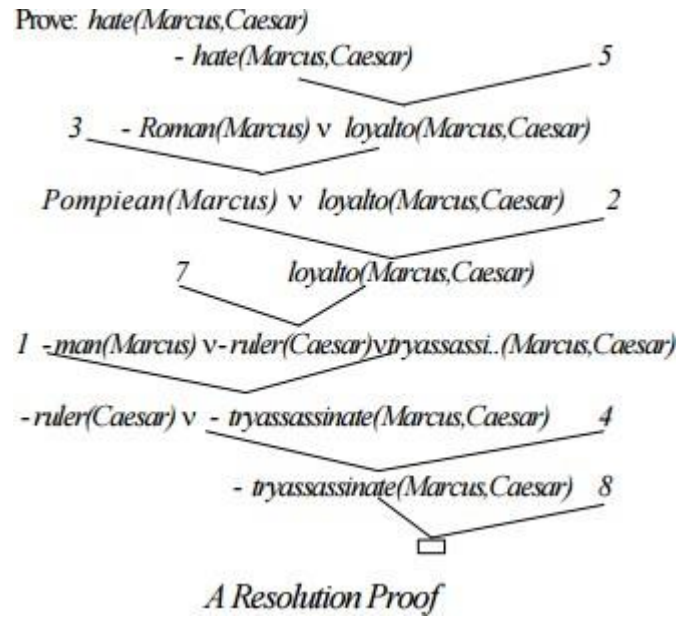 Prove: hate(Marcus,Caesar)
- hate(Marcus,Caesar) 5
3 - Roman(Marcus) v loyalto(Marcus,Caesar)
Pompiean(Marcus) v loyalto(Marcus,Caesar) 2
7 loyalto(Marcus,Caesar)
1 -man(Marcus) v-ruler(Caesar)vtryassassi..(Marcus,Caesar)
-ruler(Caesar) v - tryassassinate(Marcus,Caesar) 4
- tryassassinate(Marcus,Caesar) 8
A Resolution Proof